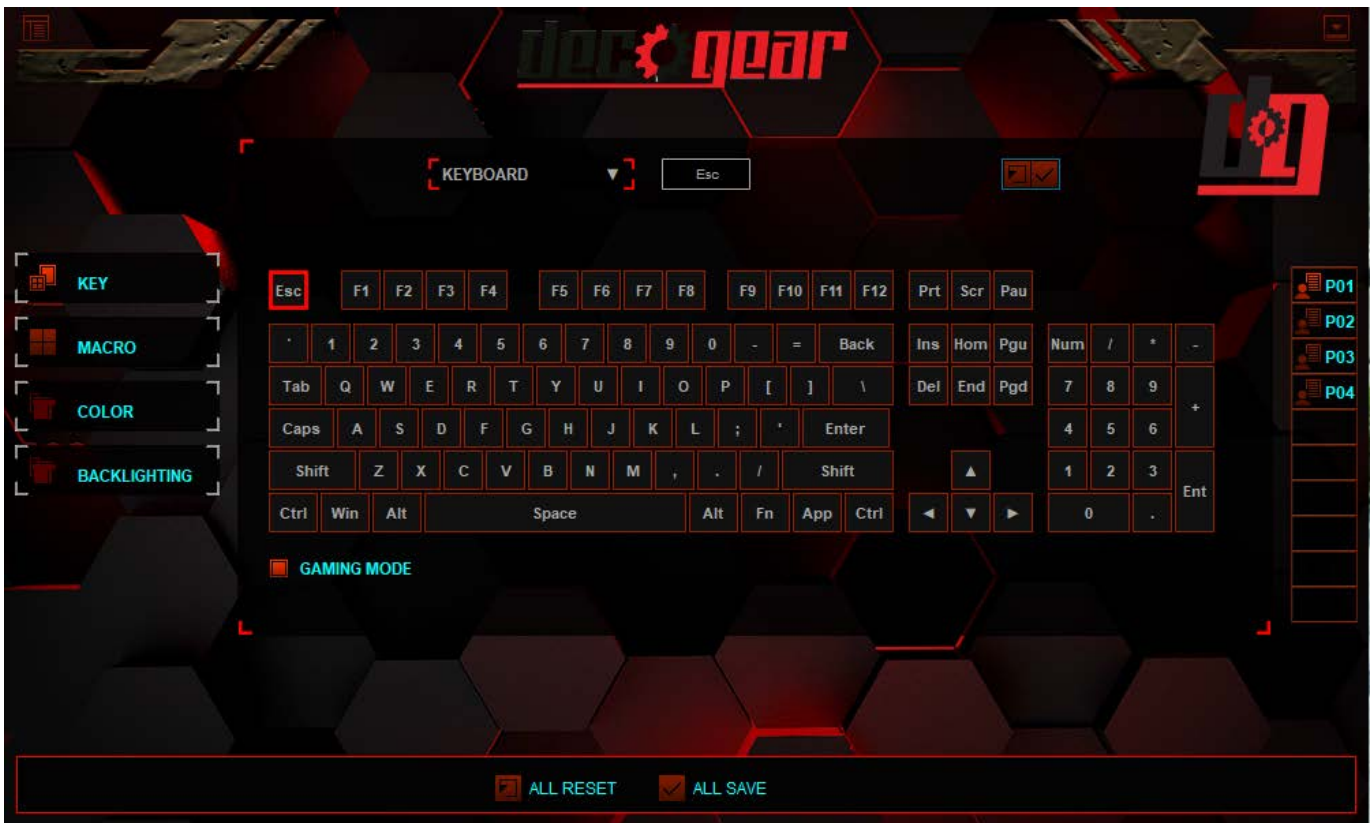 deco gear
dg
KEYBOARD ▼ Esc
KEY
MACRO
COLOR
BACKLIGHTING
Esc F1 F2 F3 F4 F5 F6 F7 F8 F9 F10 F11 F12 Prt Scr Pau
` 1 2 3 4 5 6 7 8 9 0 - = Back Ins Hom Pgu Num / * -
Tab Q W E R T Y U I O P [ ] \ Del End Pgd 7 8 9 +
Caps A S D F G H J K L ; ' Enter 4 5 6
Shift Z X C V B N M , . / Shift ▲ 1 2 3 Ent
Ctrl Win Alt Space Alt Fn App Ctrl ◄ ▼ ► 0 .
GAMING MODE
P01
P02
P03
P04
ALL RESET ALL SAVE